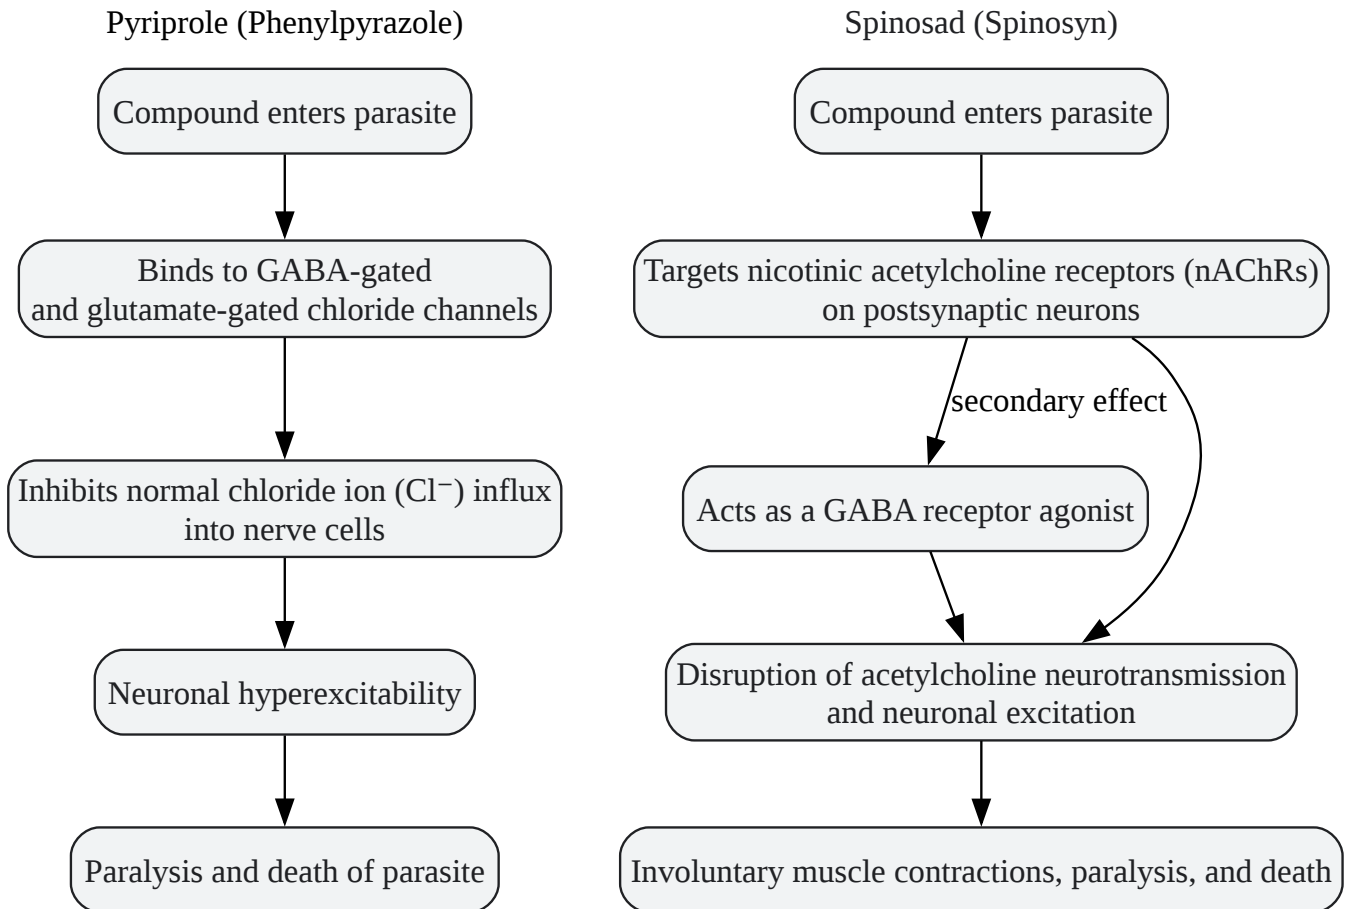 Pyriprole (Phenylpyrazole)
Compound enters parasite
Binds to GABA-gated
and glutamate-gated chloride channels
Inhibits normal chloride ion (Cl⁻) influx
into nerve cells
Neuronal hyperexcitability
Paralysis and death of parasite
Spinosad (Spinosyn)
Compound enters parasite
Targets nicotinic acetylcholine receptors (nAChRs)
on postsynaptic neurons
secondary effect
Acts as a GABA receptor agonist
Disruption of acetylcholine neurotransmission
and neuronal excitation
Involuntary muscle contractions, paralysis, and death